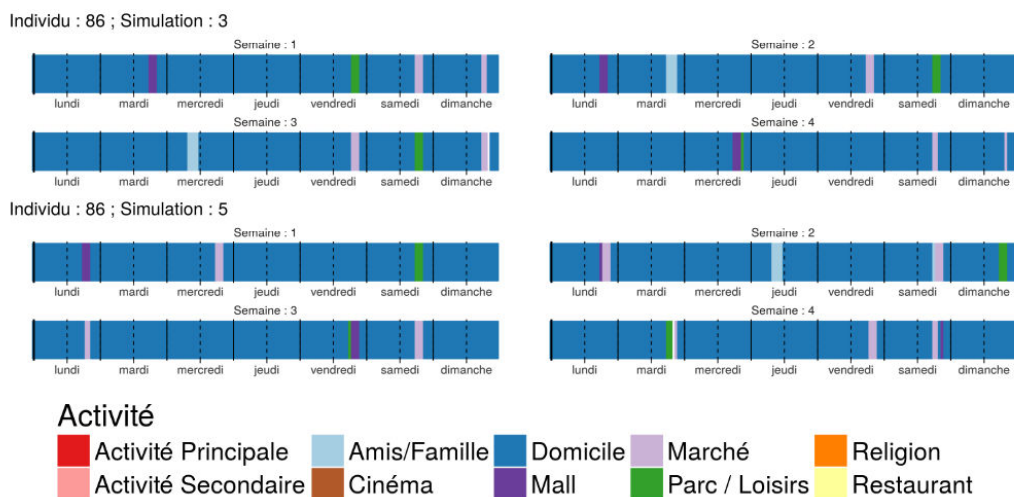 Individu : 86 ; Simulation : 3
Semaine : 1
Semaine : 2
lundi mardi mercredi jeudi vendredi samedi dimanche
lundi mardi mercredi jeudi vendredi samedi dimanche
Semaine : 3
Semaine : 4
lundi mardi mercredi jeudi vendredi samedi dimanche
lundi mardi mercredi jeudi vendredi samedi dimanche
Individu : 86 ; Simulation : 5
Semaine : 1
Semaine : 2
lundi mardi mercredi jeudi vendredi samedi dimanche
lundi mardi mercredi jeudi vendredi samedi dimanche
Semaine : 3
Semaine : 4
lundi mardi mercredi jeudi vendredi samedi dimanche
lundi mardi mercredi jeudi vendredi samedi dimanche
Activité
Activité Principale Amis/Famille Domicile Marché Religion
Activité Secondaire Cinéma Mall Parc / Loisirs Restaurant